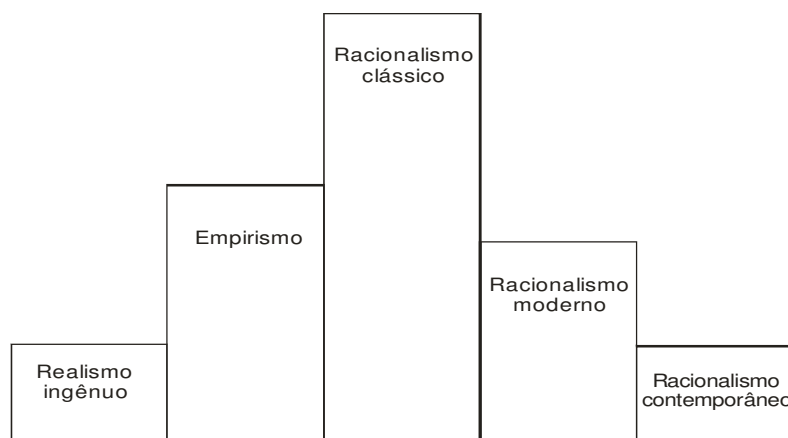 Racionalismo
clássico
Empirismo
Racionalismo
moderno
Realismo
ingênuo
Racionalismo
contemporâneo